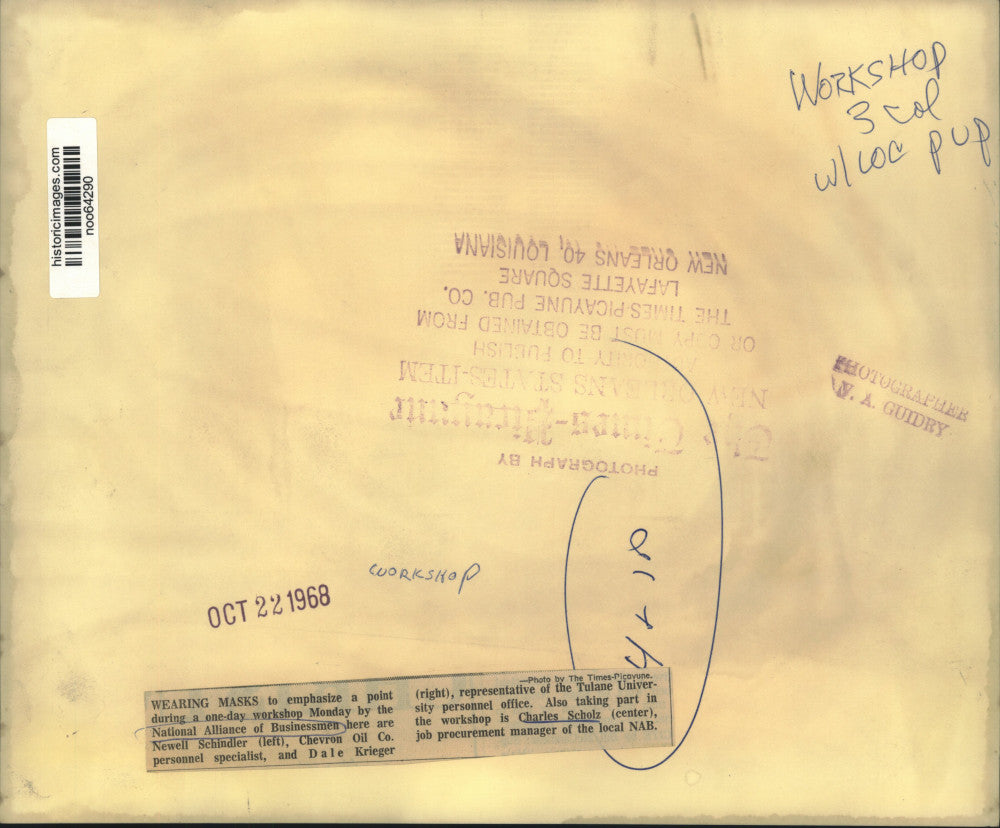 WORKSHOP
3 col
w/ loc pup
historicimages.com
noo64290
PHOTOGRAPH BY
The Times-Picayune
NEW ORLEANS STATES-ITEM
AUTHORITY TO PUBLISH
OR COPY MUST BE OBTAINED FROM
THE TIMES-PICAYUNE PUB. CO.
LAFAYETTE SQUARE
NEW ORLEANS 40, LOUISIANA
PHOTOGRAPHER
W. A. GUIDRY
WORKSHOP
OCT 22 1968
—Photo by The Times-Picayune.
WEARING MASKS to emphasize a point
during a one-day workshop Monday by the
National Alliance of Businessmen here are
Newell Schindler (left), Chevron Oil Co.
personnel specialist, and Dale Krieger
(right), representative of the Tulane Univer-
sity personnel office. Also taking part in
the workshop is Charles Scholz (center),
job procurement manager of the local NAB.